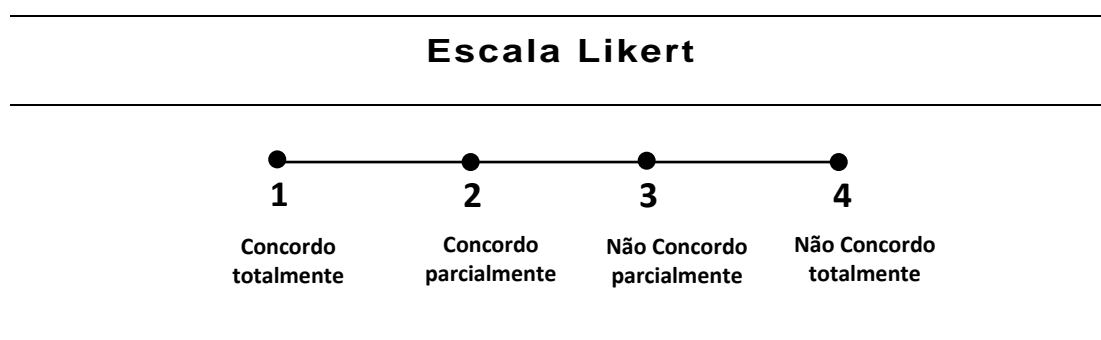 Escala Likert
1 2 3 4
Concordo Concordo Não Concordo Não Concordo
totalmente parcialmente parcialmente totalmente